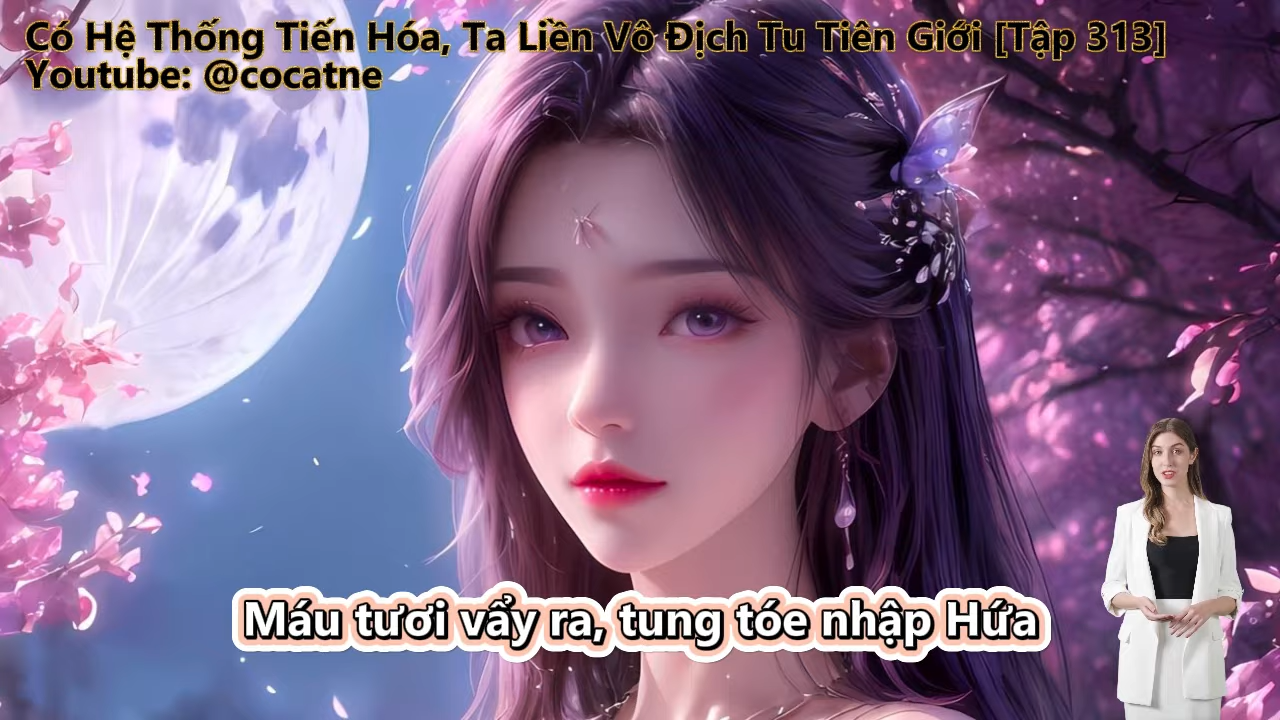 Có Hệ Thống Tiến Hóa, Ta Liền Vô Địch Tu Tiên Giới [Tập 313]
Youtube: @cocatne
Máu tươi vẩy ra, tung tóe nhập Hứa